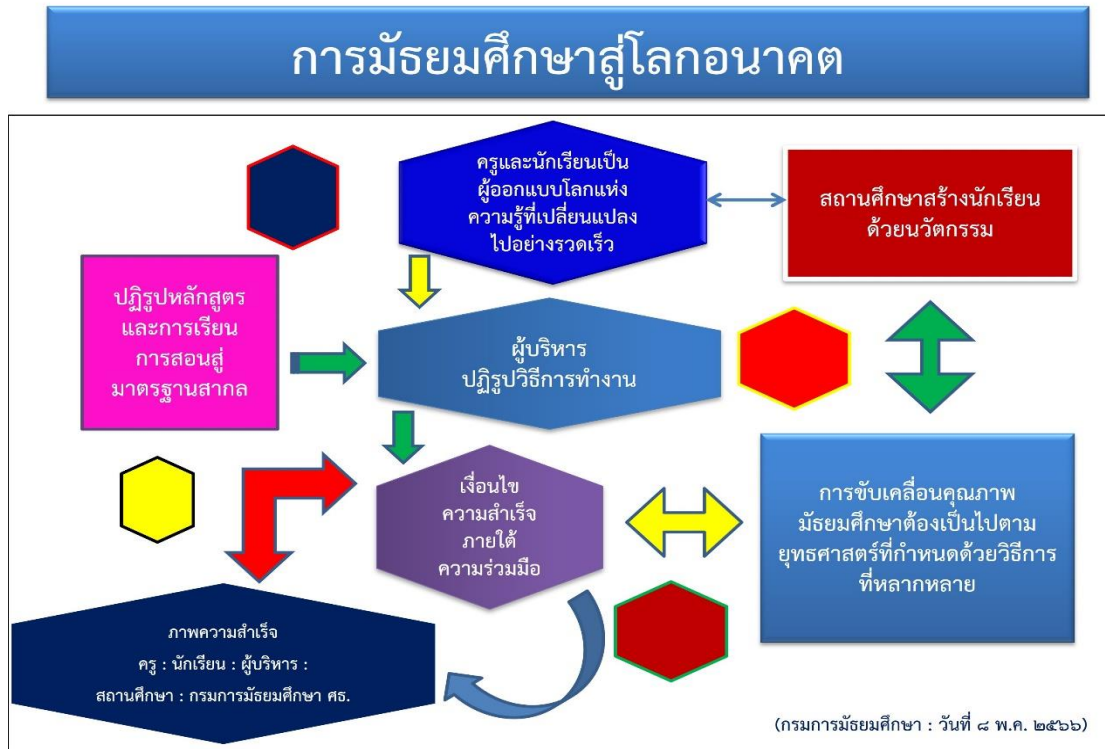 การมัธยมศึกษาสู่โลกอนาคต
ครูและนักเรียนเป็น
ผู้ออกแบบโลกแห่ง
ความรู้ที่เปลี่ยนแปลง
ไปอย่างรวดเร็ว
สถานศึกษาสร้างนักเรียน
ด้วยนวัตกรรม
ปฏิรูปหลักสูตร
และการเรียน
การสอนสู่
มาตรฐานสากล
ผู้บริหาร
ปฏิรูปวิธีการทำงาน
เงื่อนไข
ความสำเร็จ
ภายใต้
ความร่วมมือ
การขับเคลื่อนคุณภาพ
มัธยมศึกษาต้องเป็นไปตาม
ยุทธศาสตร์ที่กำหนดด้วยวิธีการ
ที่หลากหลาย
ภาพความสำเร็จ
ครู : นักเรียน : ผู้บริหาร :
สถานศึกษา : กรมการมัธยมศึกษา ศธ.
(กรมการมัธยมศึกษา : วันที่ ๘ พ.ค. ๒๕๖๖)